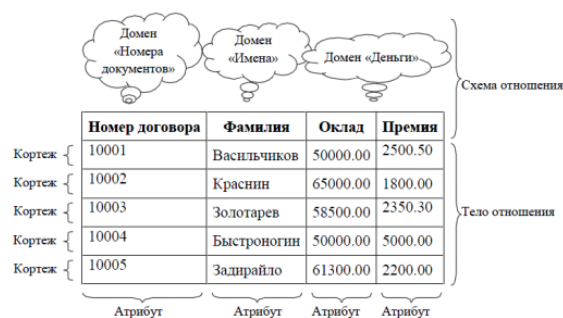 Домен
«Номера
документов»
Домен
«Имена»
Домен «Деньги»
Схема отношения
Номер договора Фамилия Оклад Премия
Кортеж 10001 Васильчиков 50000.00 2500.50
Кортеж 10002 Краснин 65000.00 1800.00
Кортеж 10003 Золотарев 58500.00 2350.30
Тело отношения
Кортеж 10004 Быстроногин 50000.00 5000.00
Кортеж 10005 Задирайло 61300.00 2200.00
Атрибут Атрибут Атрибут Атрибут